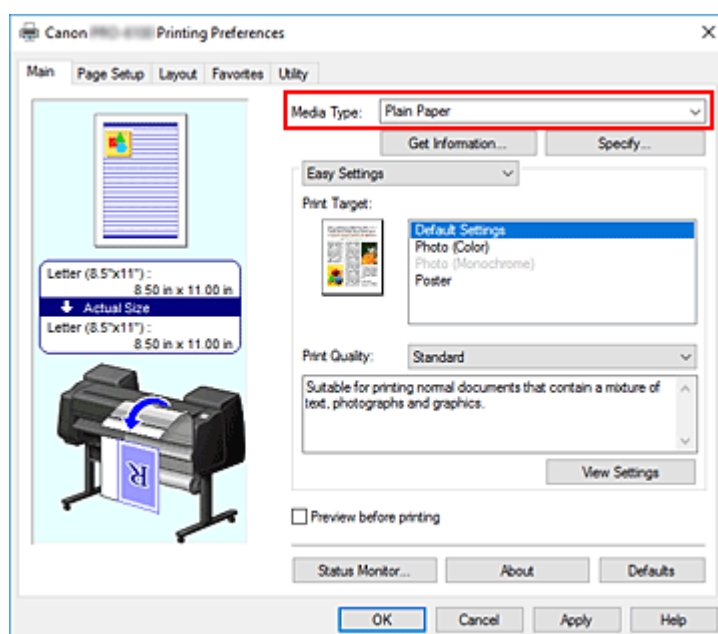 Canon Printing Preferences
Main Page Setup Layout Favorites Utility
Media Type: Plain Paper
Get Information... Specify...
Easy Settings
Print Target:
Default Settings
Photo (Color)
Photo (Monochrome)
Poster
Letter (8.5"x11") :
8.50 in x 11.00 in
Actual Size
Letter (8.5"x11") :
8.50 in x 11.00 in
Print Quality: Standard
Suitable for printing normal documents that contain a mixture of
text, photographs and graphics.
View Settings
Preview before printing
Status Monitor... About Defaults
OK Cancel Apply Help